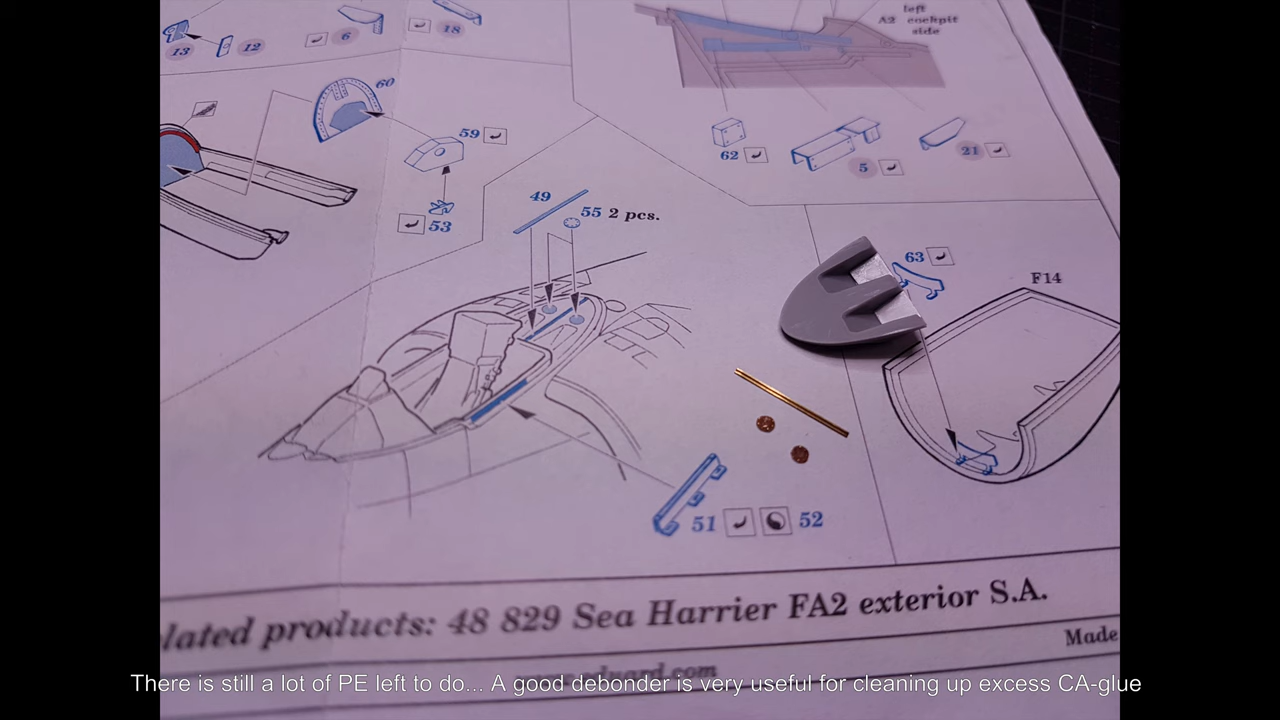 left
A2 cockpit
side
13
12
6
18
60
59
53
49
55 2 pcs.
62
5
21
63
F14
51
52
lated products: 48 829 Sea Harrier FA2 exterior S.A.
Made
There is still a lot of PE left to do... A good debonder is very useful for cleaning up excess CA-glue